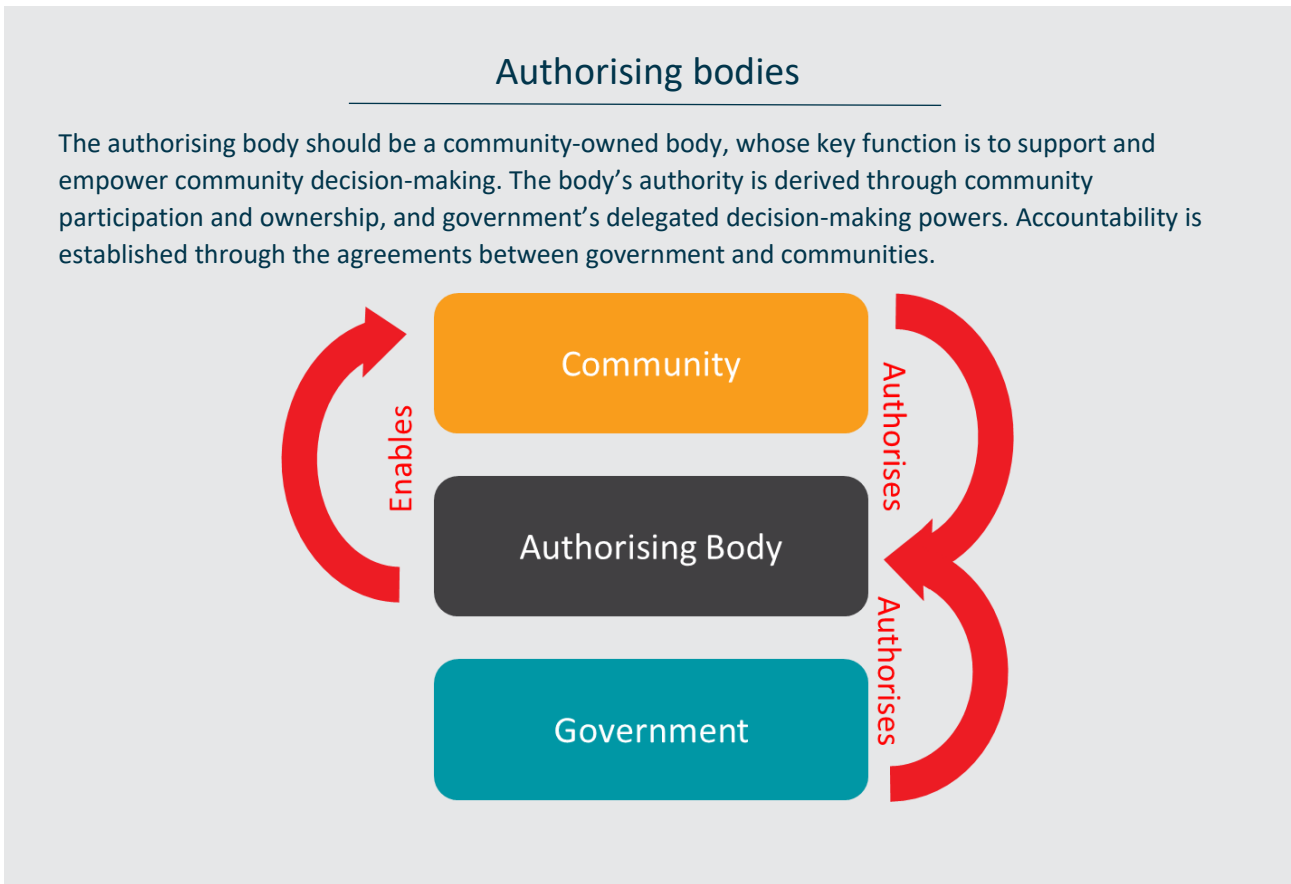 Authorising bodies
The authorising body should be a community-owned body, whose key function is to support and
empower community decision-making. The body’s authority is derived through community
participation and ownership, and government’s delegated decision-making powers. Accountability is
established through the agreements between government and communities.
Community
Enables
Authorises
Authorising Body
Authorises
Government